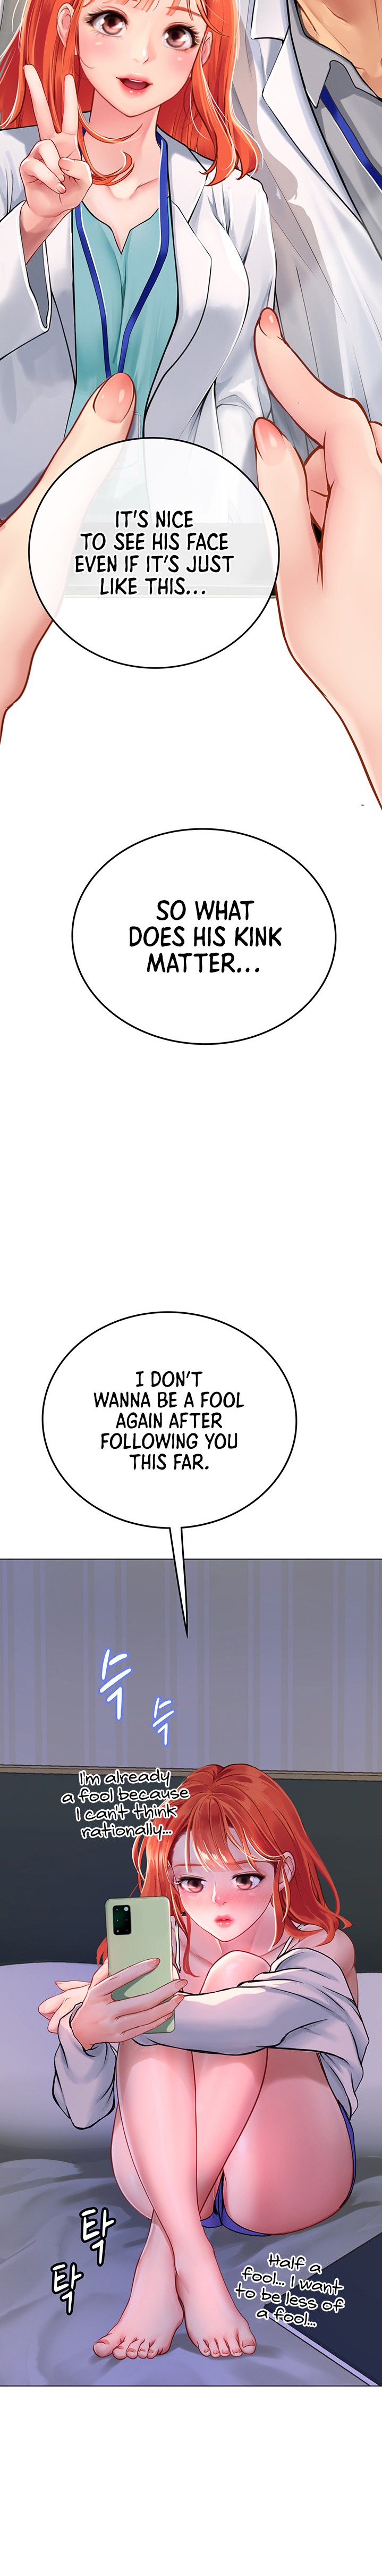 IT'S NICE
TO SEE HIS FACE
EVEN IF IT'S JUST
LIKE THIS...
SO WHAT
DOES HIS KINK
MATTER...
I DON'T
WANNA BE A FOOL
AGAIN AFTER
FOLLOWING YOU
THIS FAR.
슥
슥
I'm already
a fool because
I can't think
rationally...
탁
탁
Half a
fool... I want
to be less of
a fool...